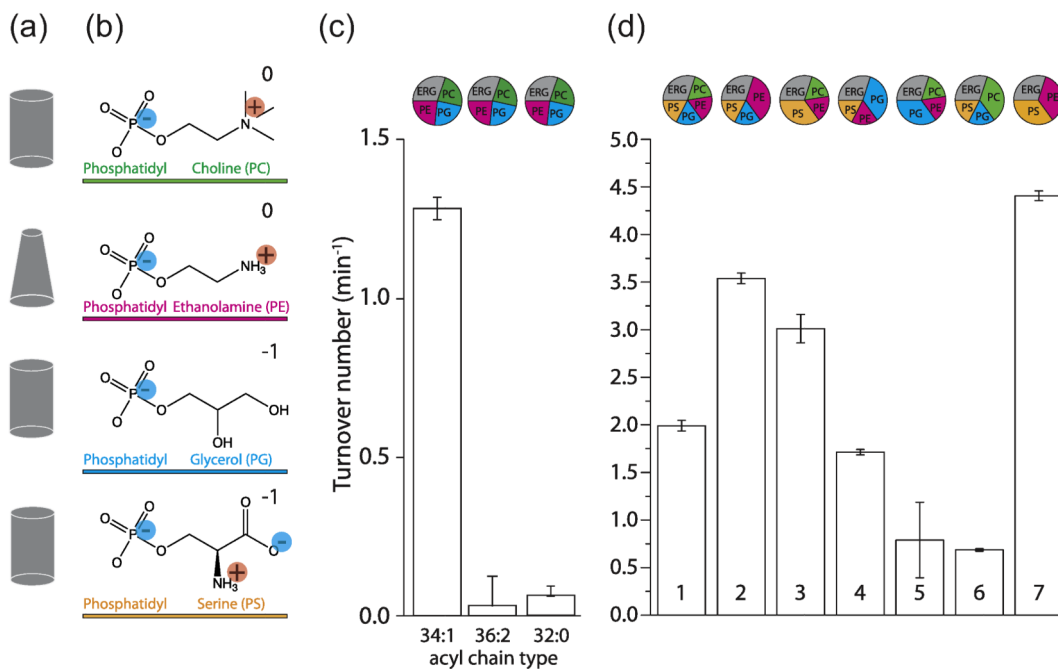 (a)
(b)
(c)
(d)
0
O
O
P
-
O
O
N
+
Phosphatidyl Choline (PC)
0
O
O
P
-
O
O
NH3
+
Phosphatidyl Ethanolamine (PE)
-1
O
O
P
-
O
O
OH
OH
Phosphatidyl Glycerol (PG)
-1
O
O
P
-
O
O
O
O
-
NH3
+
Phosphatidyl Serine (PS)
ERG PC PE PG
ERG PC PE PG
ERG PC PE PG
Turnover number (min-1)
1.5
1.0
0.5
0.0
34:1 36:2 32:0
acyl chain type
ERG PC PS PE PG
ERG PE PS PG
ERG PC PS PE
ERG PG PS PE
ERG PC PE PG
ERG PC PS PG
ERG PE PS
5.0
4.5
4.0
3.5
3.0
2.5
2.0
1.5
1.0
0.5
0.0
1 2 3 4 5 6 7